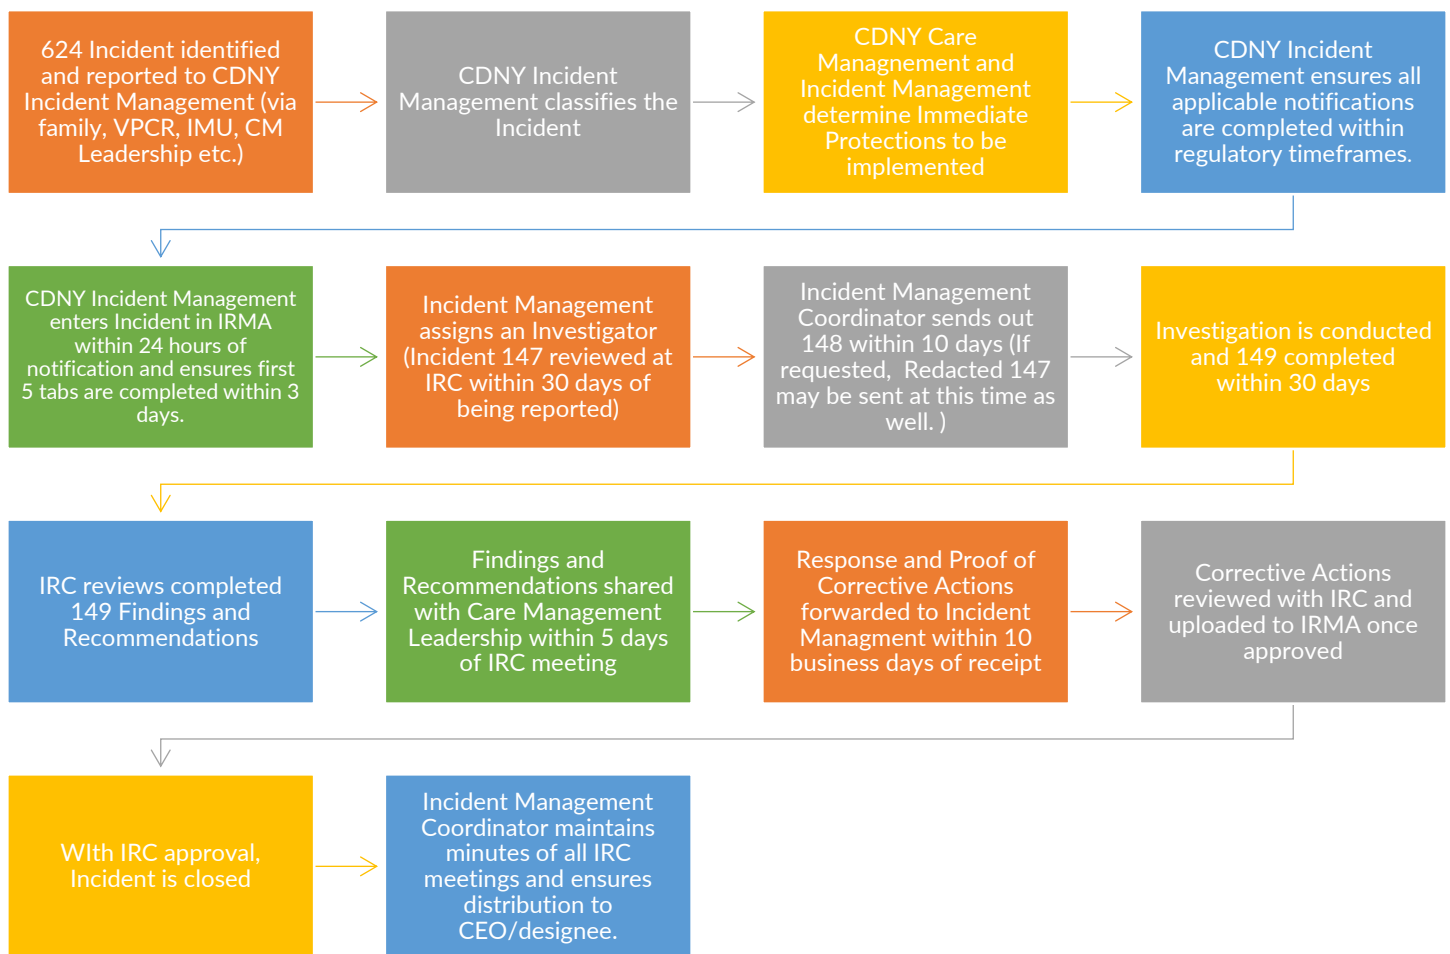 624 Incident identified
and reported to CDNY
Incident Management (via
family, VPCR, IMU, CM
Leadership etc.)
CDNY Incident
Management classifies the
Incident
CDNY Care
Managnement and
Incident Management
determine Immediate
Protections to be
implemented
CDNY Incident
Management ensures all
applicable notifications
are completed within
regulatory timeframes.
CDNY Incident Management
enters Incident in IRMA
within 24 hours of
notification and ensures first
5 tabs are completed within 3
days.
Incident Management
assigns an Investigator
(Incident 147 reviewed at
IRC within 30 days of
being reported)
Incident Management
Coordinator sends out
148 within 10 days (If
requested, Redacted 147
may be sent at this time as
well. )
Investigation is conducted
and 149 completed
within 30 days
IRC reviews completed
149 Findings and
Recommendations
Findings and
Recommendations shared
with Care Management
Leadership within 5 days
of IRC meeting
Response and Proof of
Corrective Actions
forwarded to Incident
Managment within 10
business days of receipt
Corrective Actions
reviewed with IRC and
uploaded to IRMA once
approved
WIth IRC approval,
Incident is closed
Incident Management
Coordinator maintains
minutes of all IRC
meetings and ensures
distribution to
CEO/designee.